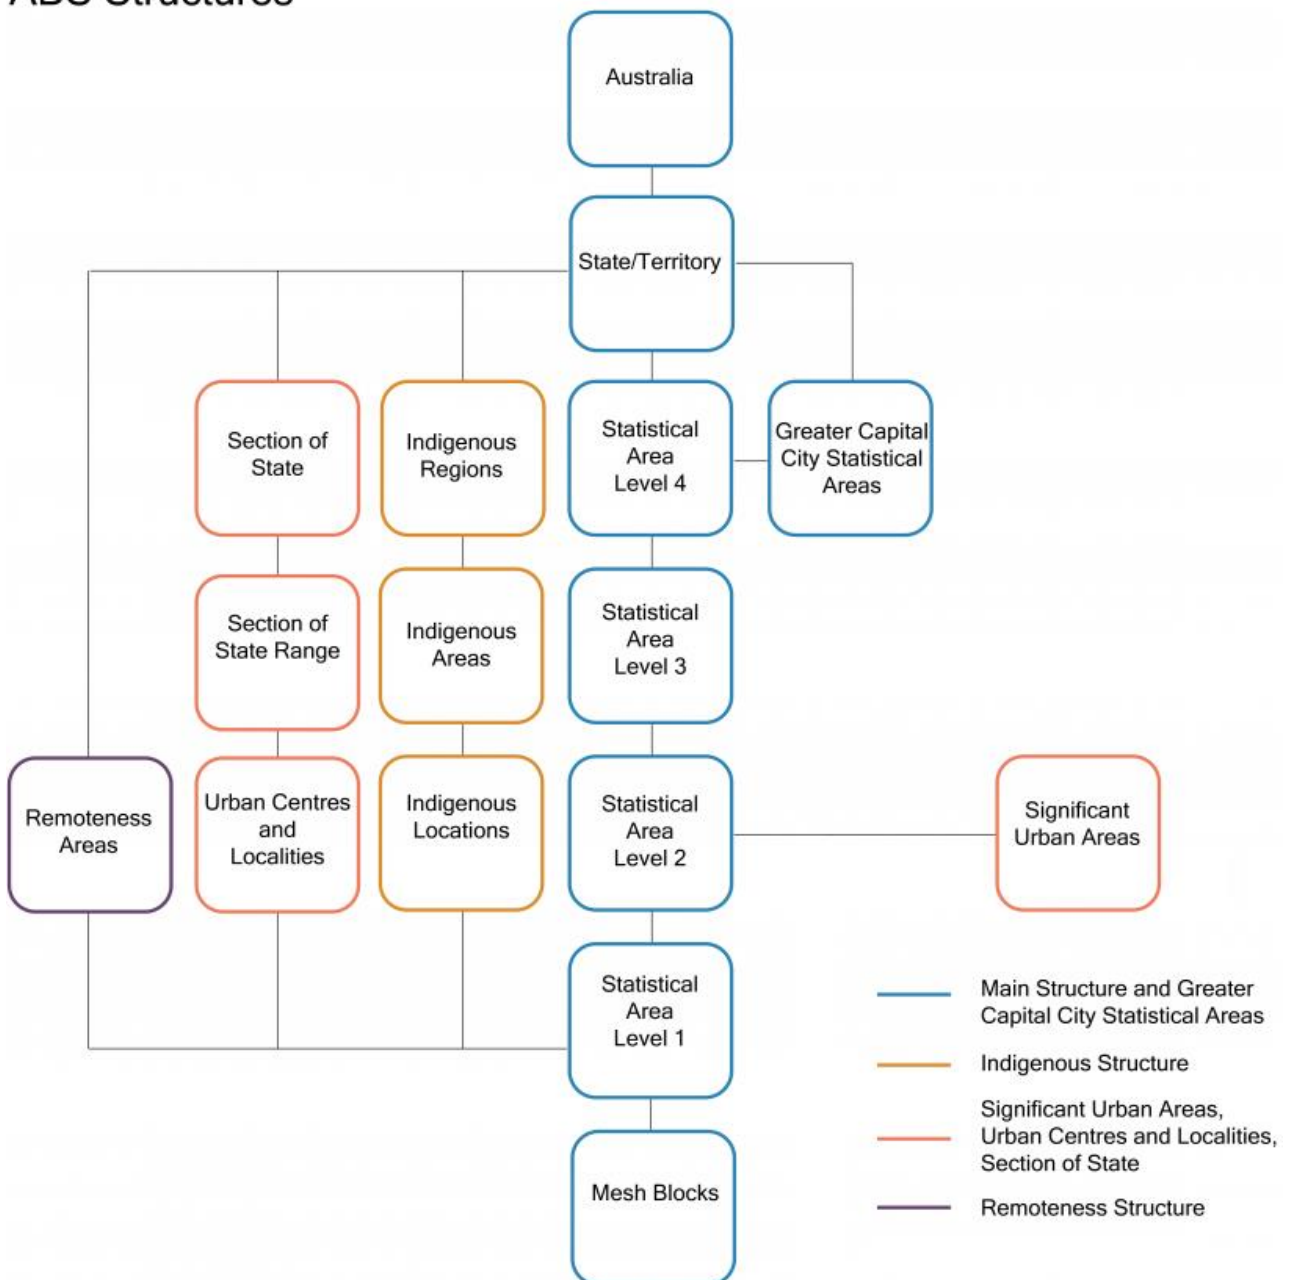 ABS Structures
Australia
State/Territory
Section of
State
Indigenous
Regions
Statistical
Area
Level 4
Greater Capital
City Statistical
Areas
Section of
State Range
Indigenous
Areas
Statistical
Area
Level 3
Remoteness
Areas
Urban Centres
and
Localities
Indigenous
Locations
Statistical
Area
Level 2
Significant
Urban Areas
Statistical
Area
Level 1
Mesh Blocks
Main Structure and Greater
Capital City Statistical Areas
Indigenous Structure
Significant Urban Areas,
Urban Centres and Localities,
Section of State
Remoteness Structure